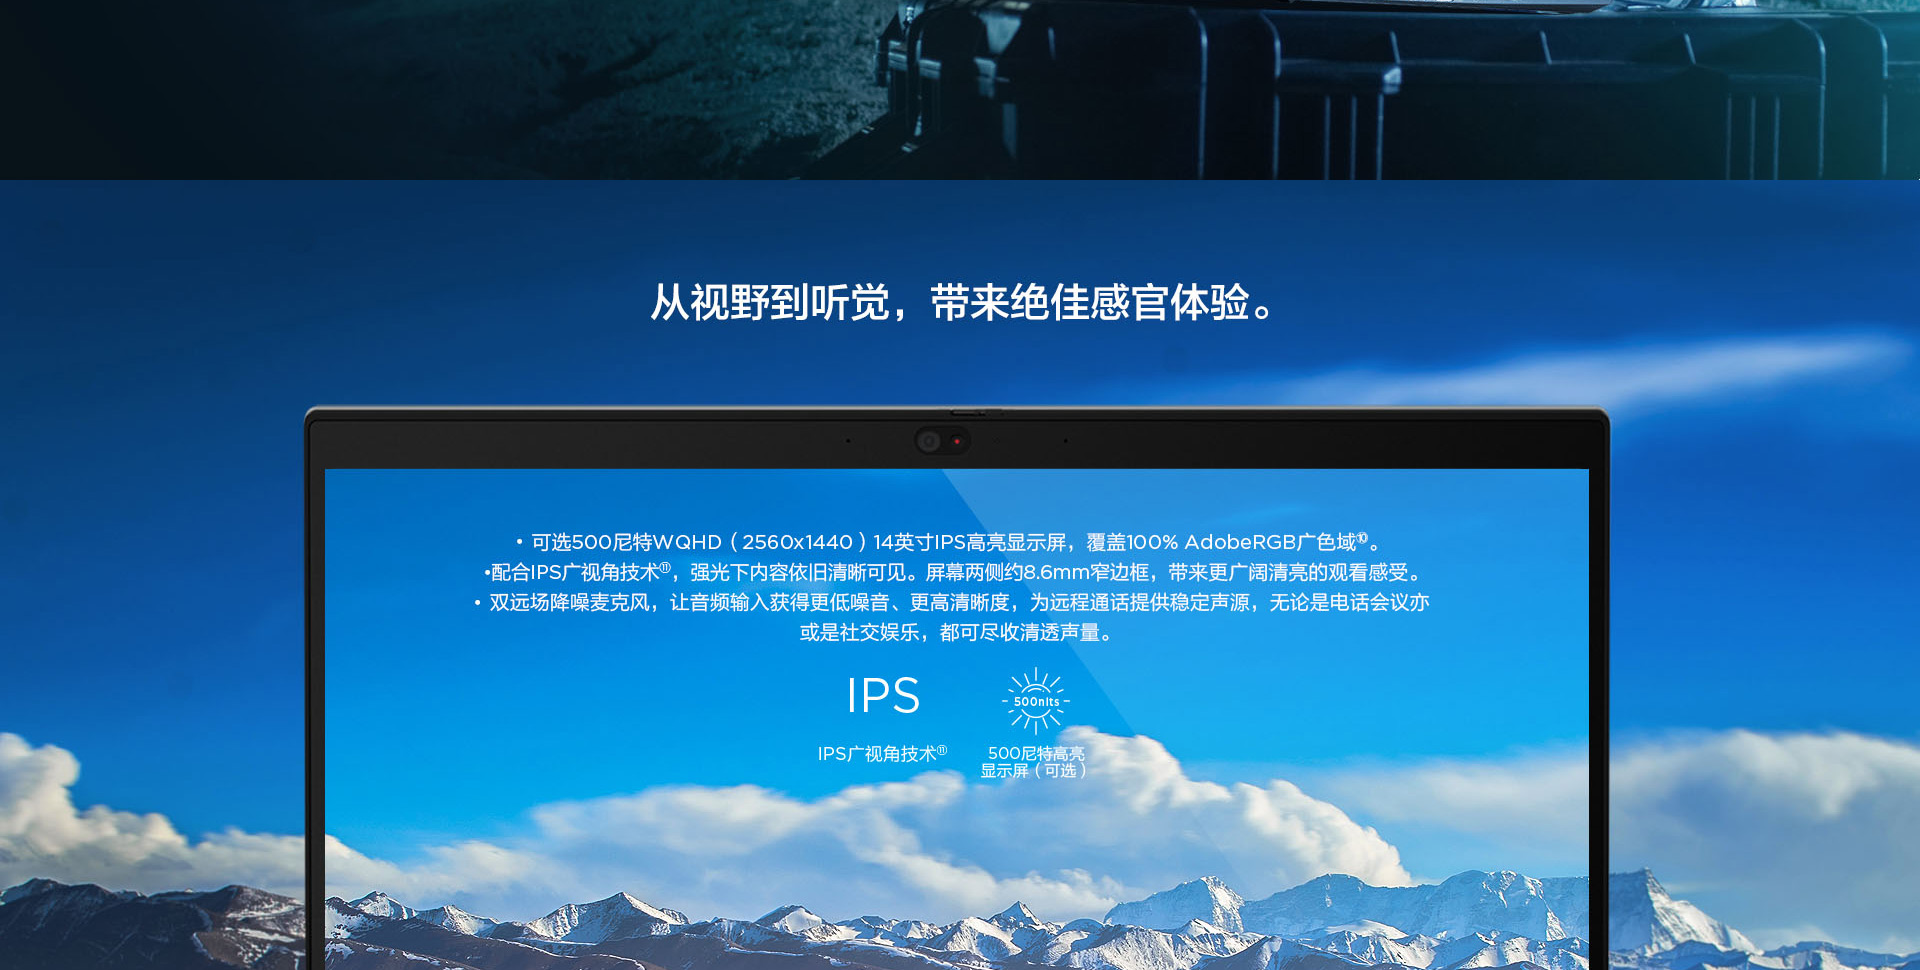 从视野到听觉，带来绝佳感官体验。
• 可选500尼特WQHD（2560x1440）14英寸IPS高亮显示屏，覆盖100% AdobeRGB广色域⑩。
•配合IPS广视角技术⑪，强光下内容依旧清晰可见。屏幕两侧约8.6mm窄边框，带来更广阔清亮的观看感受。
• 双远场降噪麦克风，让音频输入获得更低噪音、更高清晰度，为远程通话提供稳定声源，无论是电话会议亦
或是社交娱乐，都可尽收清透声量。
IPS
500nits
IPS广视角技术⑪
500尼特高亮
显示屏（可选）